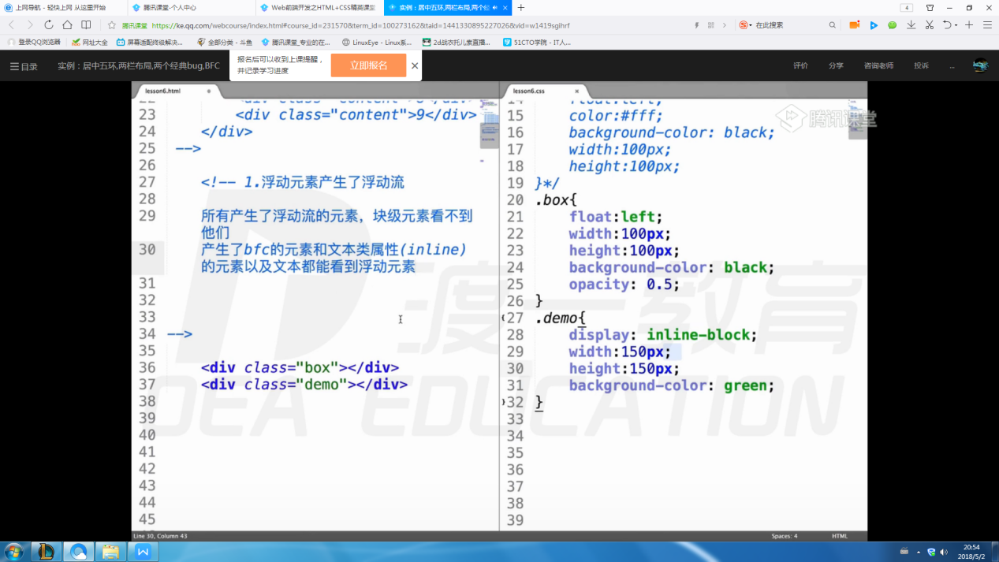 上网导航 - 轻快上网 从这里开始
腾讯课堂-个人中心
Web前端开发之HTML+CSS精英课堂
实例：居中五环,两栏布局,两个经
4
腾讯课堂 https://ke.qq.com/webcourse/index.html#course_id=231570&term_id=100273162&taid=1441330895227026&vid=w1419sgihrf
在此搜索
登录QQ浏览器
网址大全
屏幕适配终级解决...
全部分类 - 斗鱼
腾讯课堂_专业的在...
LinuxEye - Linux系...
2d战衣托儿索直播...
51CTO学院 - IT人...
目录
实例：居中五环,两栏布局,两个经典bug,BFC
报名后可以收到上课提醒，
并记录学习进度
立即报名
评价
分享
咨询老师
投诉
...
lesson6.html
22 <div class="content">8</div>
23 <div class="content">9</div>
24 </div>
25 -->
26
27 <!-- 1.浮动元素产生了浮动流
28
29 所有产生了浮动流的元素，块级元素看不到
他们
30 产生了bfc的元素和文本类属性(inline)
的元素以及文本都能看到浮动元素
31
32
33
34 -->
35
36 <div class="box"></div>
37 <div class="demo"></div>
38
39
40
41
42
43
44
45
lesson6.css
腾讯课堂
14 float:left;
15 color:#fff;
16 background-color: black;
17 width:100px;
18 height:100px;
19 }*/
20 .box{
21 float:left;
22 width:100px;
23 height:100px;
24 background-color: black;
25 opacity: 0.5;
26 }
27 .demo{
28 display: inline-block;
29 width:150px;
30 height:150px;
31 background-color: green;
32 }
33
34
35
36
37
38
39
渡一教育
DEA EDUCATION
Line 30, Column 43
Spaces: 4
HTML
20:54
2018/5/2